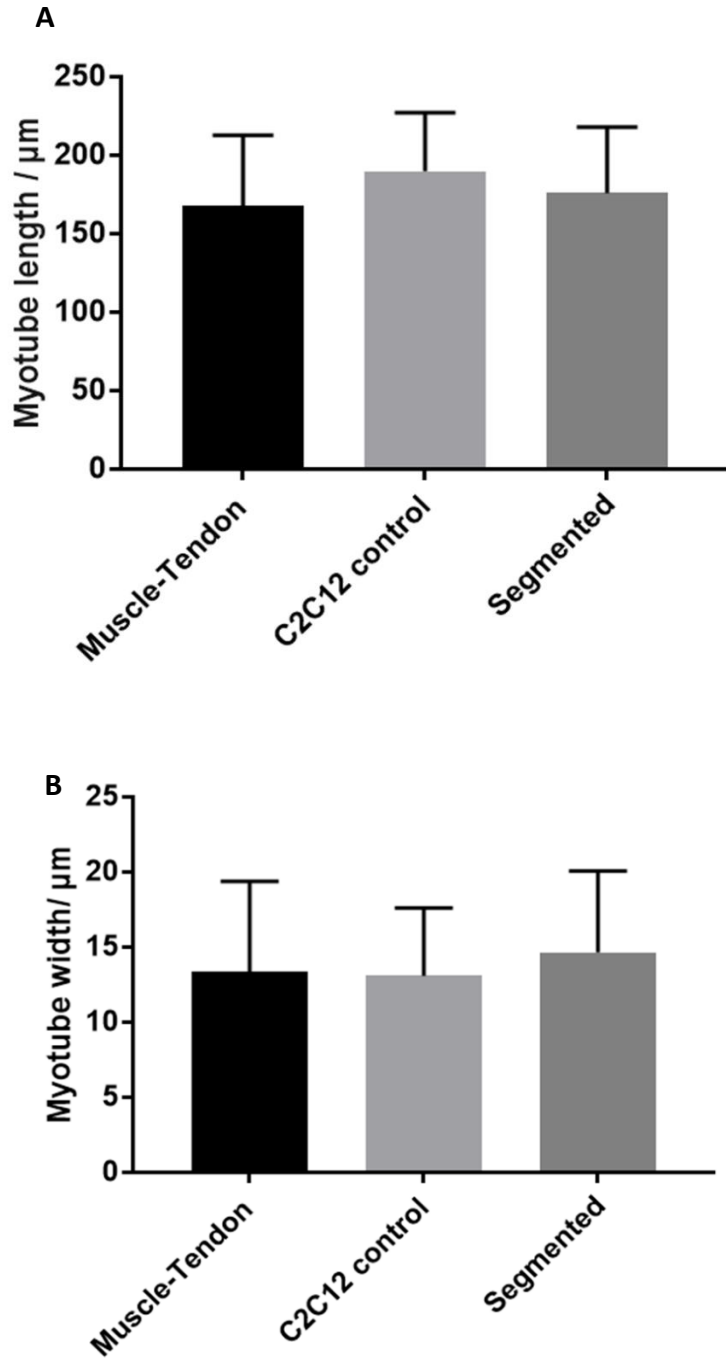 A
250
200
150
100
50
0
Myotube length / µm
Muscle-Tendon
C2C12 control
Segmented
B
25
20
15
10
5
0
Myotube width/ µm
Muscle-Tendon
C2C12 control
Segmented